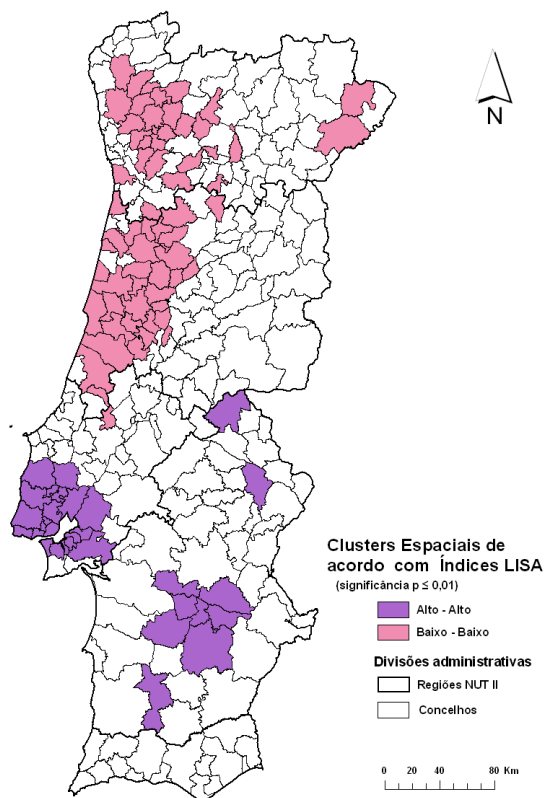 N
Clusters Espaciais de
acordo com Índices LISA
(significância p ≤ 0,01)
Alto - Alto
Baixo - Baixo
Divisões administrativas
Regiões NUT II
Concelhos
0 20 40 80 Km